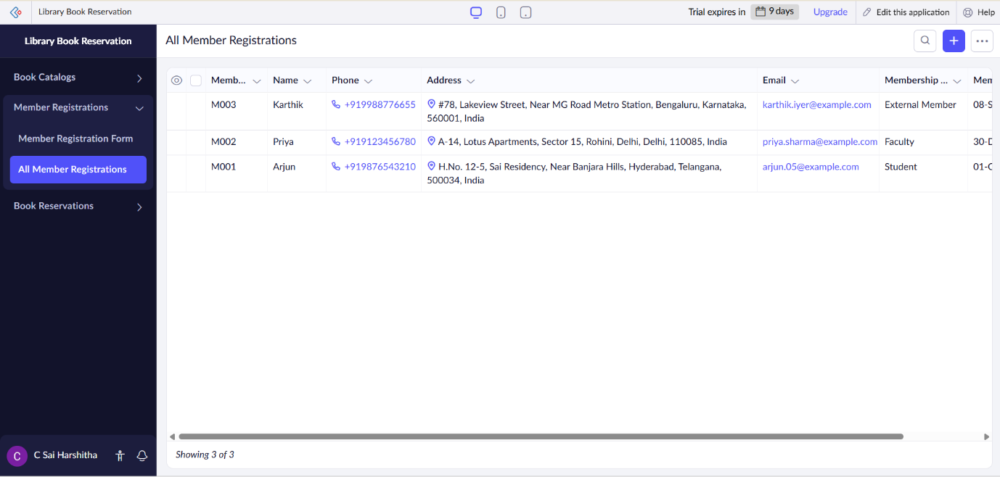 Library Book Reservation
Trial expires in 9 days Upgrade Edit this application Help
Library Book Reservation
All Member Registrations
Book Catalogs
Member Registrations
Member Registration Form
All Member Registrations
Book Reservations
Memb... Name Phone Address Email Membership ... Mem
M003 Karthik +919988776655 #78, Lakeview Street, Near MG Road Metro Station, Bengaluru, Karnataka, karthik.iyer@example.com External Member 08-S
560001, India
M002 Priya +919123456780 A-14, Lotus Apartments, Sector 15, Rohini, Delhi, Delhi, 110085, India priya.sharma@example.com Faculty 30-D
M001 Arjun +919876543210 H.No. 12-5, Sai Residency, Near Banjara Hills, Hyderabad, Telangana, arjun.05@example.com Student 01-O
500034, India
Showing 3 of 3
C C Sai Harshitha